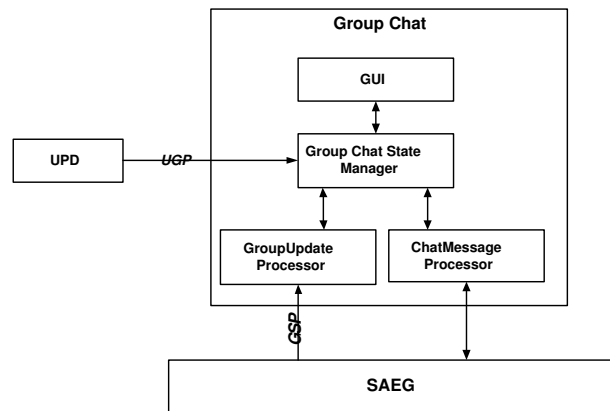 Group Chat
GUI
UPD
UGP
Group Chat State
Manager
GroupUpdate
Processor
ChatMessage
Processor
GSP
SAEG